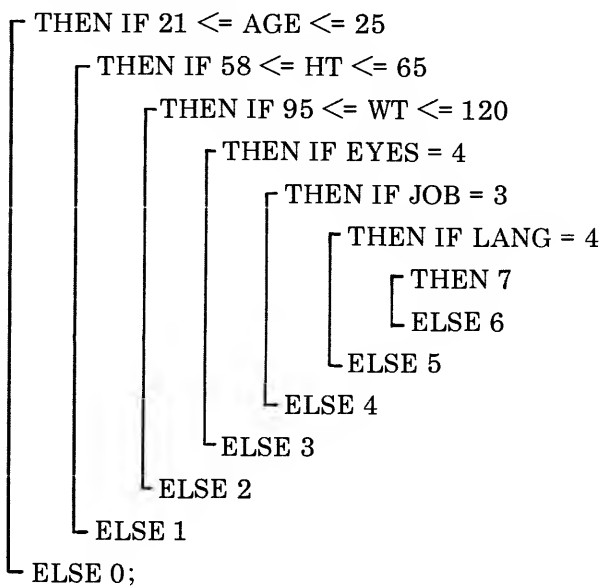 THEN IF 21 <= AGE <= 25
THEN IF 58 <= HT <= 65
THEN IF 95 <= WT <= 120
THEN IF EYES = 4
THEN IF JOB = 3
THEN IF LANG = 4
THEN 7
ELSE 6
ELSE 5
ELSE 4
ELSE 3
ELSE 2
ELSE 1
ELSE 0;